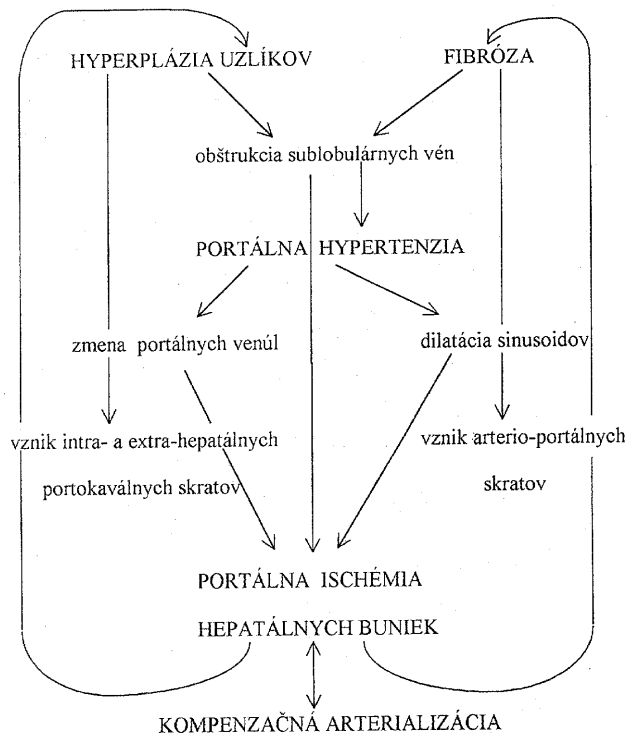 HYPERPLÁZIA UZLÍKOV
FIBRÓZA
obštrukcia sublobulárnych vén
PORTÁLNA HYPERTENZIA
zmena portálnych venúl
dilatácia sinusoidov
vznik intra- a extra-hepatálnych
portokaválnych skratov
vznik arterio-portálnych
skratov
PORTÁLNA ISCHÉMIA
HEPATÁLNYCH BUNIEK
KOMPENZAČNÁ ARTERIALIZÁCIA